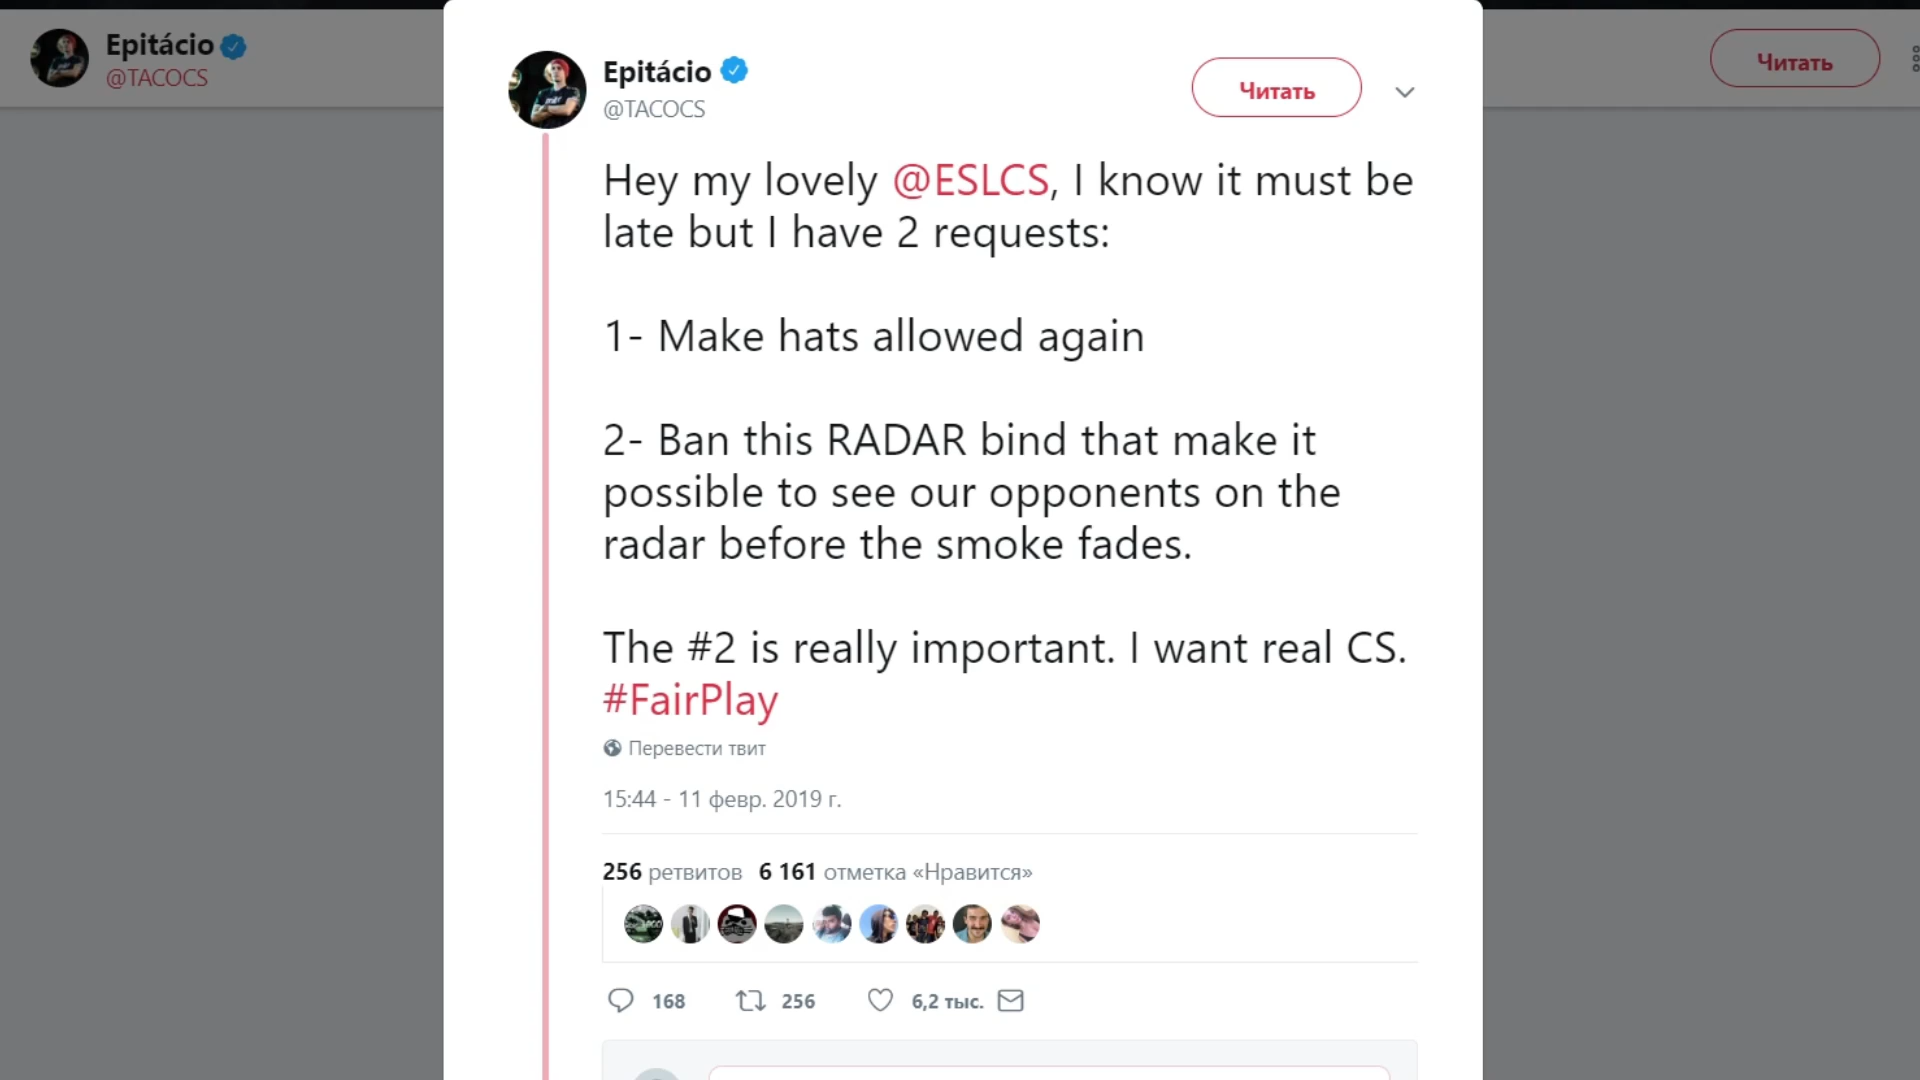 Epitácio
@TACOCS
Читать
Epitácio
@TACOCS
Читать
Hey my lovely @ESLCS, I know it must be
late but I have 2 requests:
1- Make hats allowed again
2- Ban this RADAR bind that make it
possible to see our opponents on the
radar before the smoke fades.
The #2 is really important. I want real CS.
#FairPlay
Перевести твит
15:44 - 11 февр. 2019 г.
256 ретвитов 6 161 отметка «Нравится»
168 256 6,2 тыс.